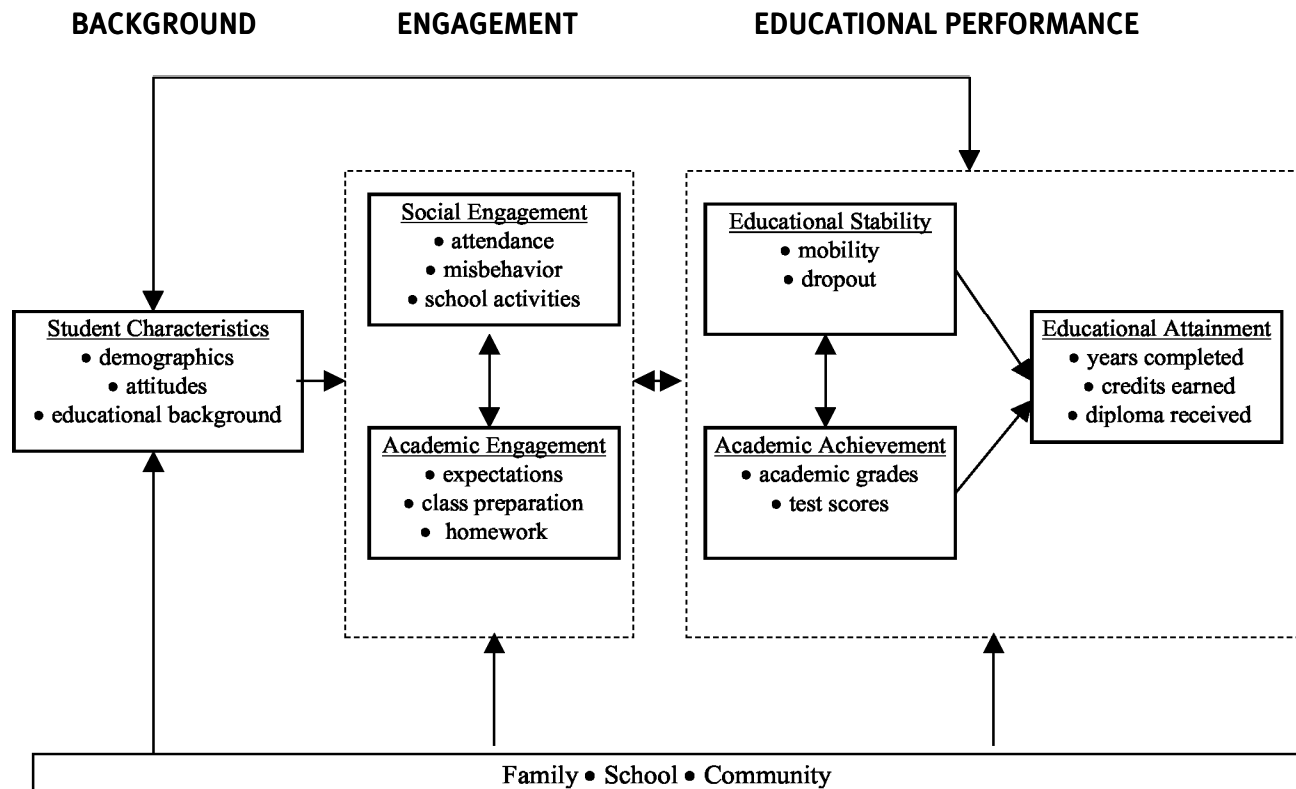 BACKGROUND
ENGAGEMENT
EDUCATIONAL PERFORMANCE
Student Characteristics
• demographics
• attitudes
• educational background
Social Engagement
• attendance
• misbehavior
• school activities
Academic Engagement
• expectations
• class preparation
• homework
Educational Stability
• mobility
• dropout
Academic Achievement
• academic grades
• test scores
Educational Attainment
• years completed
• credits earned
• diploma received
Family • School • Community